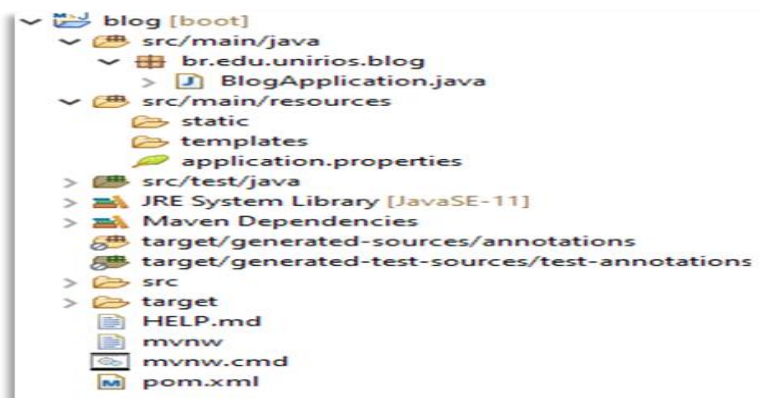 blog [boot]
src/main/java
br.edu.unirios.blog
BlogApplication.java
src/main/resources
static
templates
application.properties
src/test/java
JRE System Library [JavaSE-11]
Maven Dependencies
target/generated-sources/annotations
target/generated-test-sources/test-annotations
src
target
HELP.md
mvnw
mvnw.cmd
pom.xml